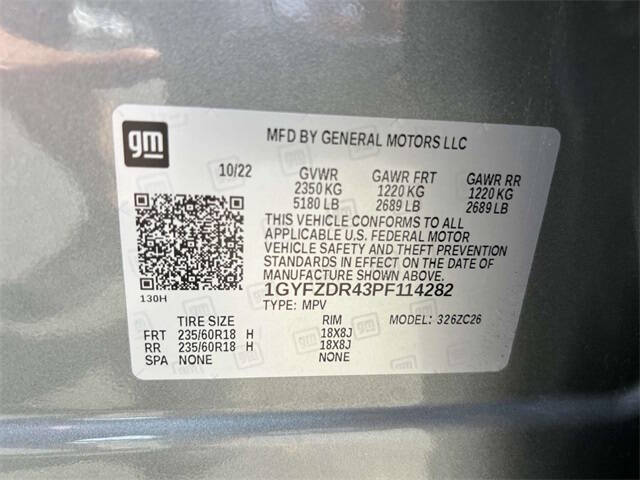 gm
MFD BY GENERAL MOTORS LLC
10/22 GVWR GAWR FRT GAWR RR
2350 KG 1220 KG 1220 KG
5180 LB 2689 LB 2689 LB
THIS VEHICLE CONFORMS TO ALL
APPLICABLE U.S. FEDERAL MOTOR
VEHICLE SAFETY AND THEFT PREVENTION
STANDARDS IN EFFECT ON THE DATE
OF MANUFACTURE SHOWN ABOVE.
130H 1GYFZDR43PF114282
TYPE: MPV
TIRE SIZE RIM MODEL: 326ZC26
FRT 235/60R18 H 18X8J
RR 235/60R18 H 18X8J
SPA NONE NONE